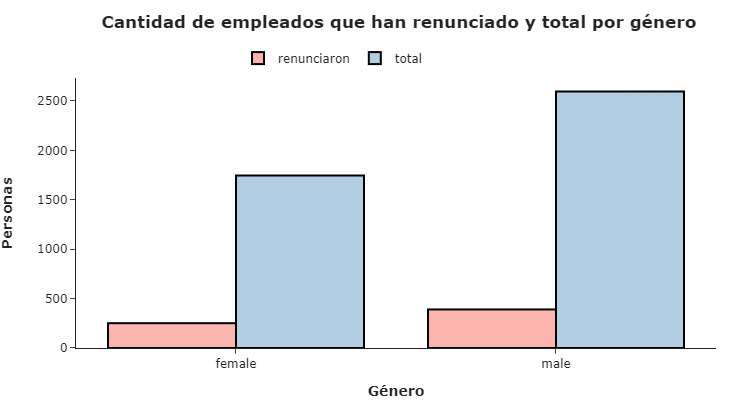 Cantidad de empleados que han renunciado y total por género
renunciaron total
2500
2000
1500
1000
500
0
Personas
female male
Género